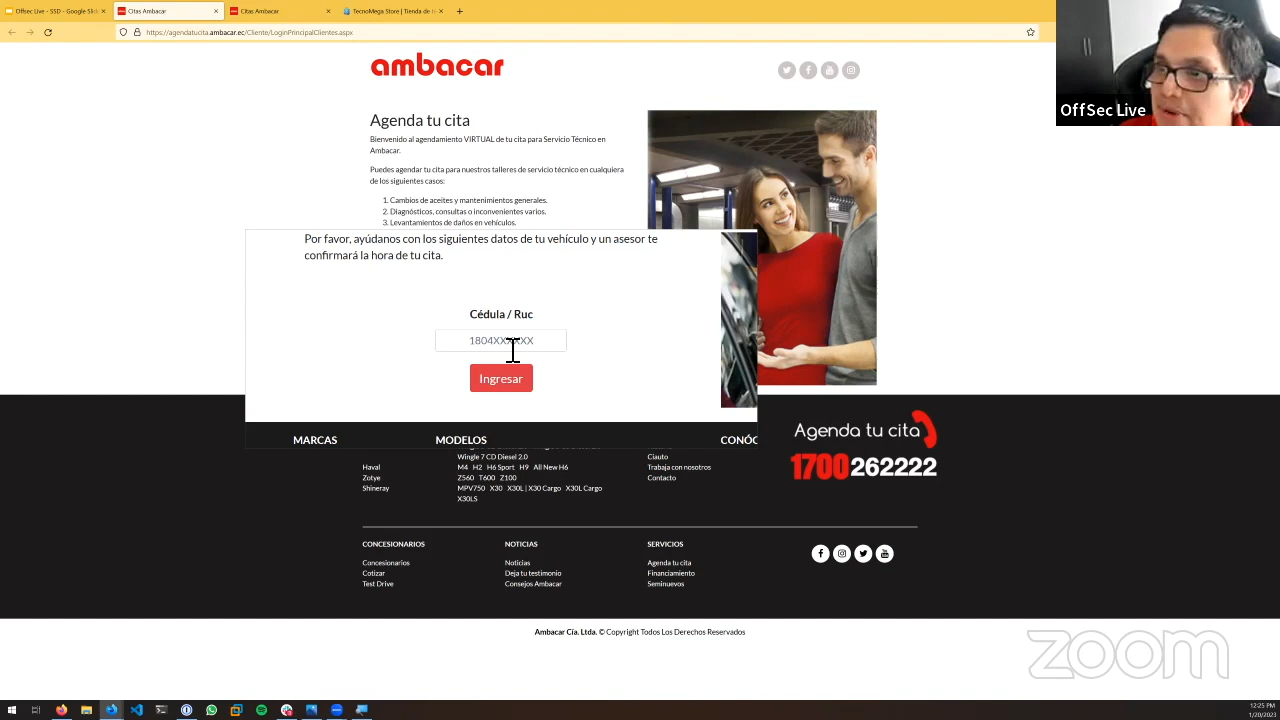 Offsec Live - SSD - Google Slid
Citas Ambacar
Citas Ambacar
TecnoMega Store | Tienda de te
https://agendatucita.ambacar.ec/Cliente/LoginPrincipalClientes.aspx
ambacar
OffSec Live
Agenda tu cita
Bienvenido al agendamiento VIRTUAL de tu cita para Servicio Técnico en
Ambacar.
Puedes agendar tu cita para nuestros talleres de servicio técnico en cualquiera
de los siguientes casos:
1. Cambios de aceites y mantenimientos generales.
2. Diagnósticos, consultas o inconvenientes varios.
3. Levantamientos de daños en vehículos.
Por favor, ayúdanos con los siguientes datos de tu vehículo y un asesor te
confirmará la hora de tu cita.
Cédula / Ruc
1804XXXXXX
Ingresar
MARCAS
MODELOS
CONÓC
Agenda tu cita
1700262222
Wingle 7 CD Diesel 2.0
Ciauto
Haval
M4 H2 H6 Sport H9 All New H6
Trabaja con nosotros
Zotye
Z560 T600 Z100
Contacto
Shineray
MPV750 X30 X30L | X30 Cargo X30L Cargo
X30LS
CONCESIONARIOS
NOTICIAS
SERVICIOS
Concesionarios
Noticias
Agenda tu cita
Cotizar
Deja tu testimonio
Financiamiento
Test Drive
Consejos Ambacar
Seminuevos
Ambacar Cía. Ltda. © Copyright Todos Los Derechos Reservados
zoom
12:25 PM
1/20/2023